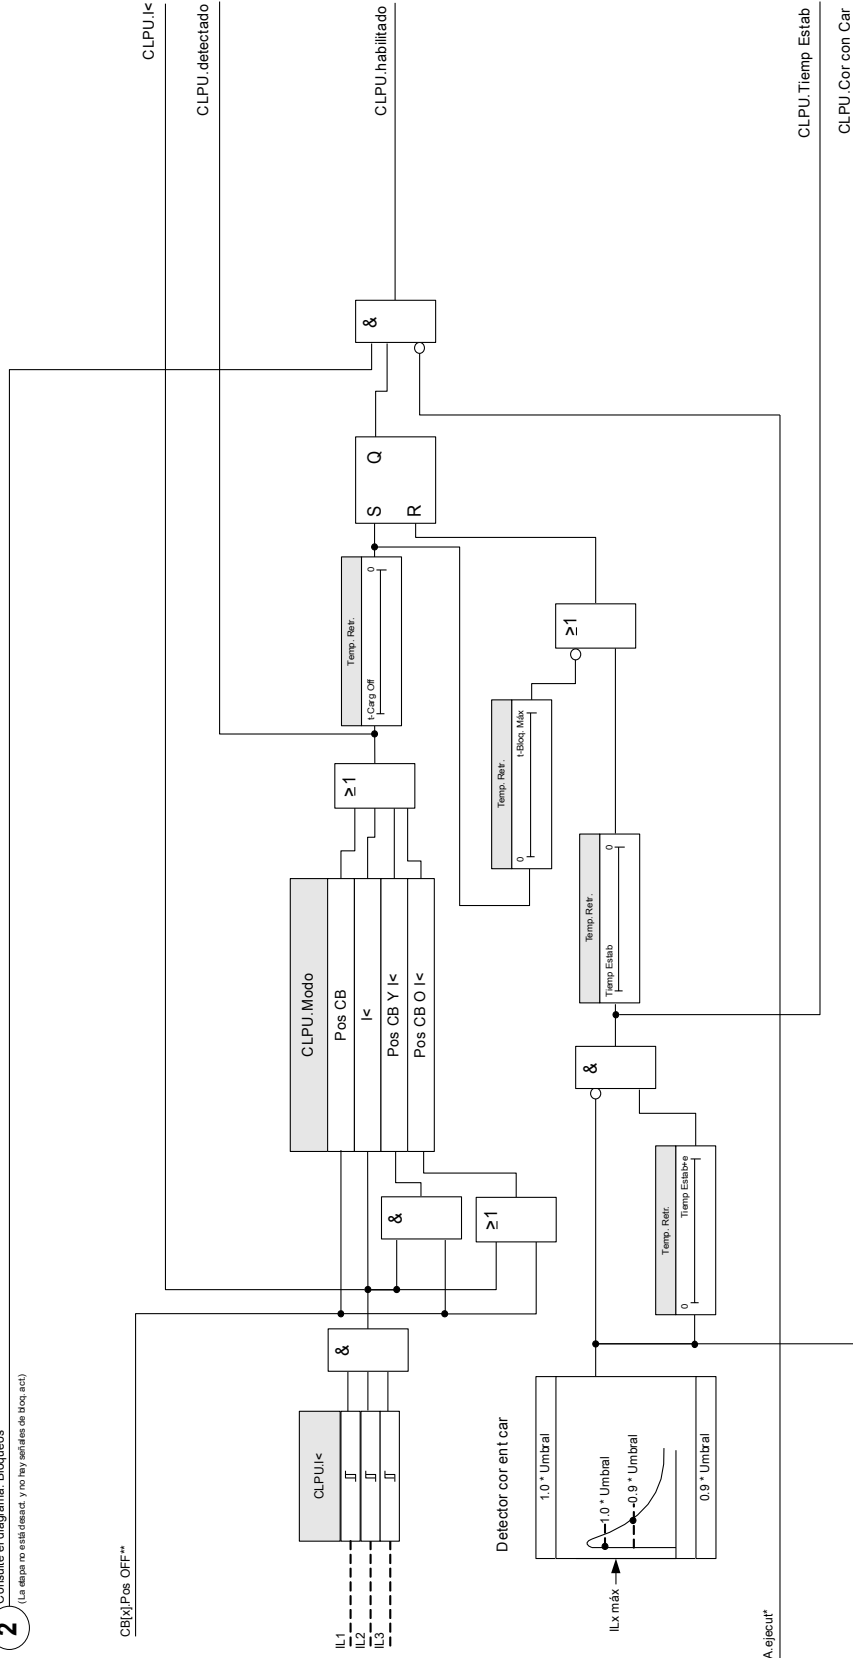 2
Consulte el diagrama: Bloqueos
(La etapa no está desact. y no hay señales de bloq. act.)
CLPU.I<
CLPU.detectado
CLPU.habilitado
CLPU.Tiemp Estab
CLPU.Cor con Car
CB[x].Pos OFF**
IL1
IL2
IL3
CLPU.I<
&
CLPU.Modo
Pos CB
I<
Pos CB Y I<
Pos CB O I<
&
≥1
≥1
Temp. Retr.
t-Carg Off
0
S
R
Q
&
Temp. Retr.
0
t-Bloq. Máx
≥1
Detector cor ent car
ILx máx
1.0 * Umbral
1.0 * Umbral
0.9 * Umbral
0.9 * Umbral
Temp. Retr.
0
Tiemp Estab+e
&
Temp. Retr.
Tiemp Estab
0
A.ejecut*